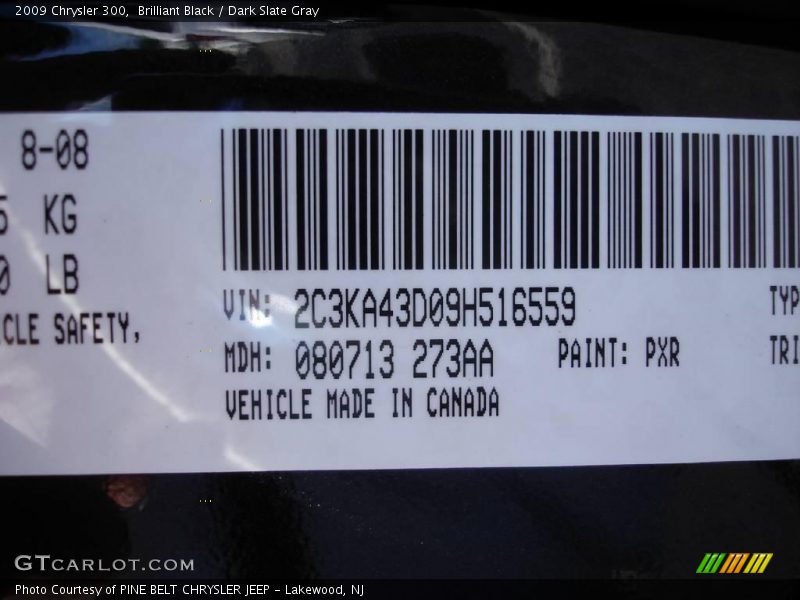 2009 Chrysler 300, Brilliant Black / Dark Slate Gray
8-08
KG
LB
SAFETY,
VIN: 2C3KA43D09H516559
MDH: 080713 273AA
PAINT: PXR
VEHICLE MADE IN CANADA
GTCARLOT.COM
Photo Courtesy of PINE BELT CHRYSLER JEEP - Lakewood, NJ